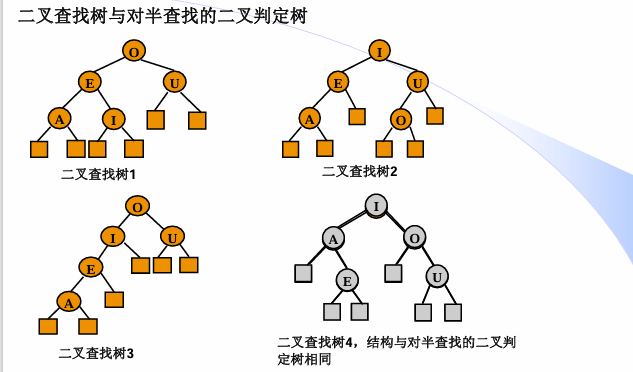 二叉查找树与对半查找的二叉判定树
O
E U
A I
二叉查找树1
I
E U
A O
二叉查找树2
O
I U
E
A
二叉查找树3
I
A O
E U
二叉查找树4，结构与对半查找的二叉判
定树相同